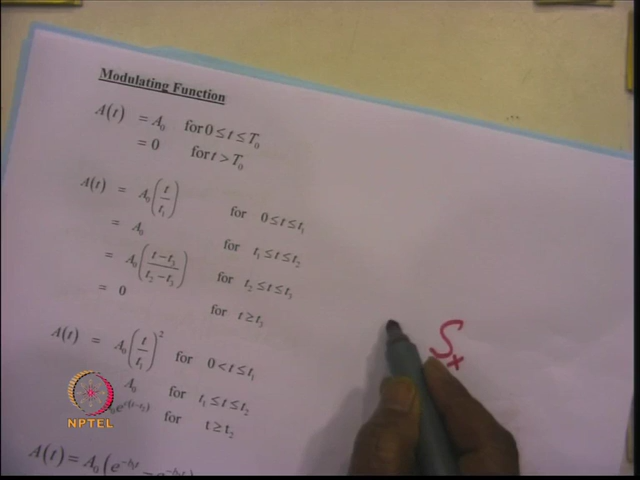 Modulating Function
A(t) = A₀ for 0 ≤ t ≤ T₀
= 0 for t > T₀
A(t) = A₀(t/t₁) for 0 ≤ t ≤ t₁
= A₀ for t₁ ≤ t ≤ t₂
= A₀((t−t₃)/(t₂−t₃)) for t₂ ≤ t ≤ t₃
= 0 for t ≥ t₃
A(t) = A₀(t/t₁)² for 0 < t ≤ t₁
A₀ for t₁ ≤ t ≤ t₂
for t ≥ t₂
A(t) = A₀(
Sₓ
NPTEL